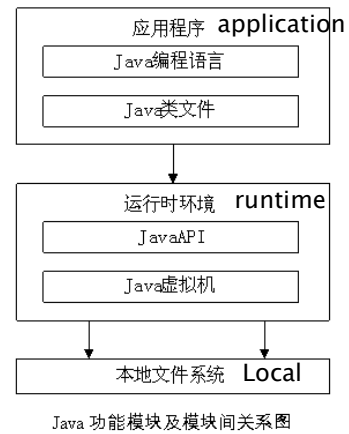 应用程序 application
Java编程语言
Java类文件
运行时环境 runtime
JavaAPI
Java虚拟机
本地文件系统 Local
Java 功能模块及模块间关系图